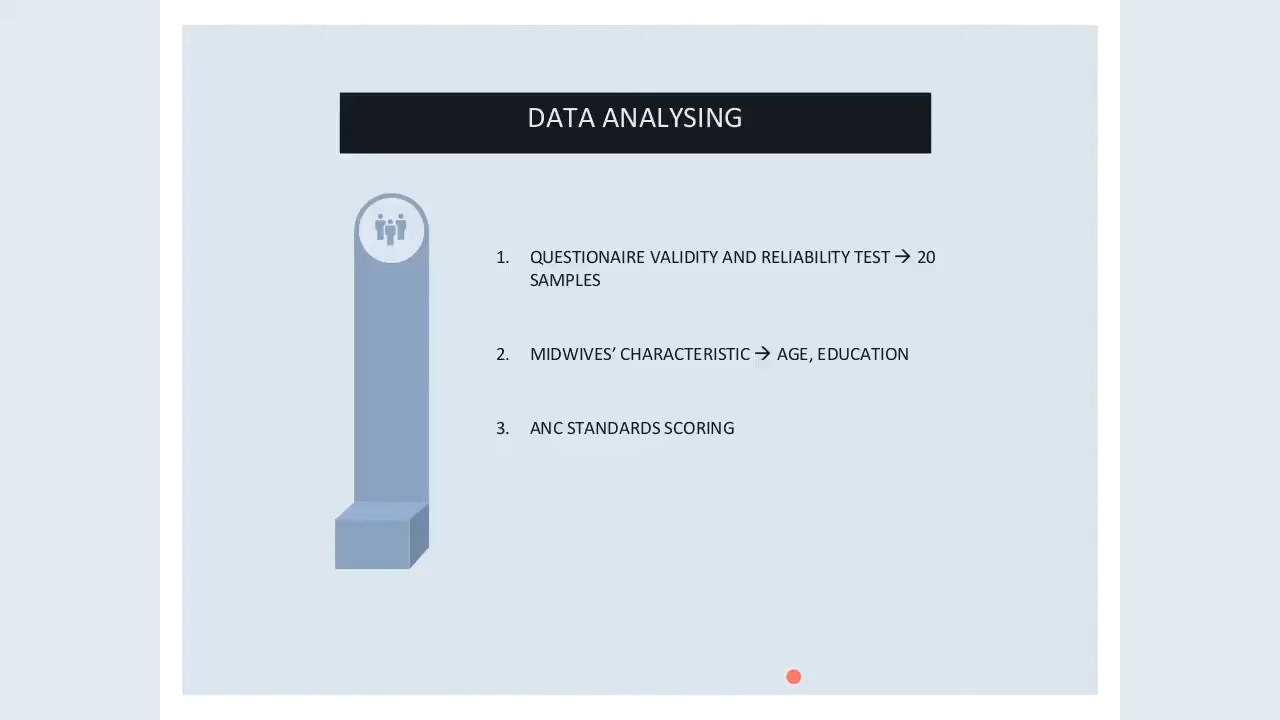 DATA ANALYSING
1. QUESTIONAIRE VALIDITY AND RELIABILITY TEST → 20
SAMPLES
2. MIDWIVES’ CHARACTERISTIC → AGE, EDUCATION
3. ANC STANDARDS SCORING